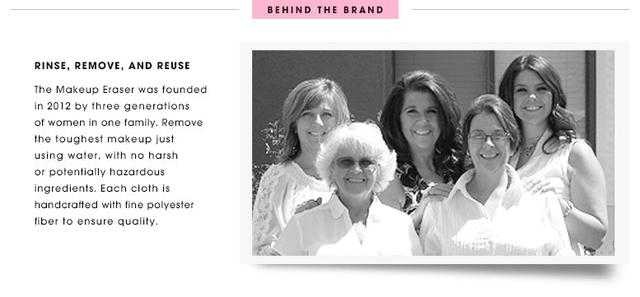 BEHIND THE BRAND
RINSE, REMOVE, AND REUSE
The Makeup Eraser was founded
in 2012 by three generations
of women in one family. Remove
the toughest makeup just
using water, with no harsh
or potentially hazardous
ingredients. Each cloth is
handcrafted with fine polyester
fiber to ensure quality.